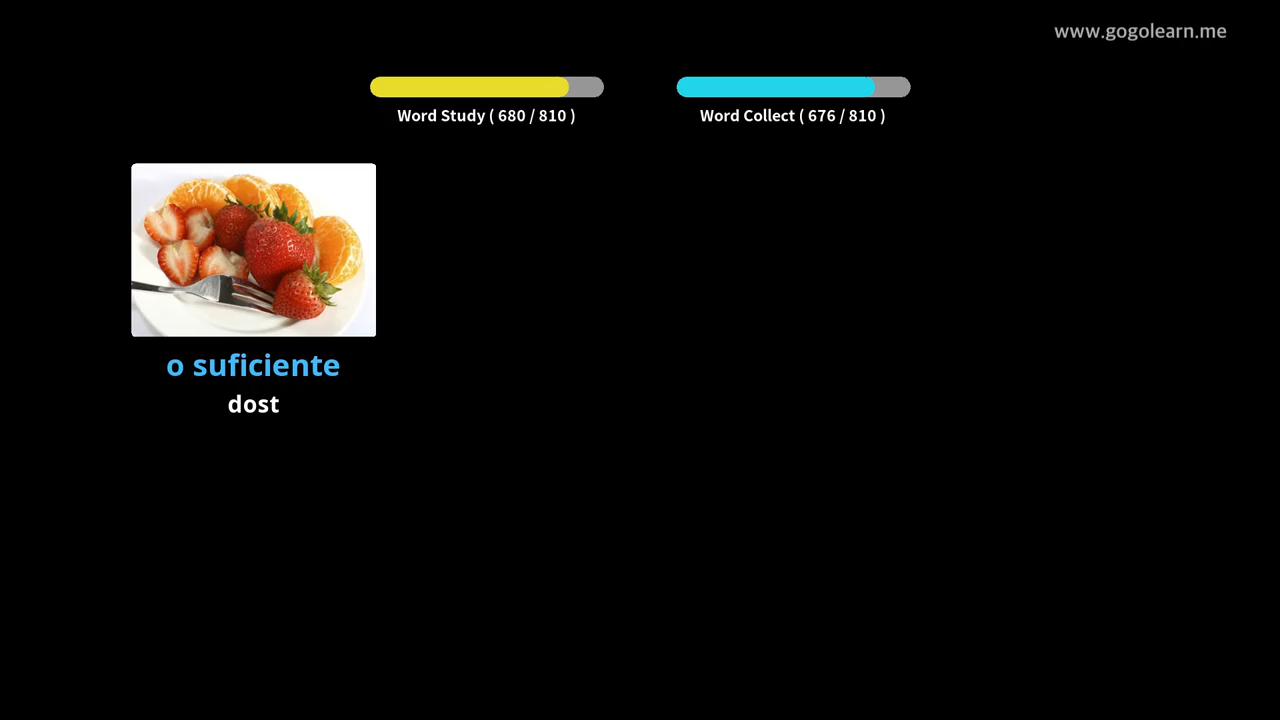 www.gogolearn.me
Word Study ( 680 / 810 )
Word Collect ( 676 / 810 )
o suficiente
dost